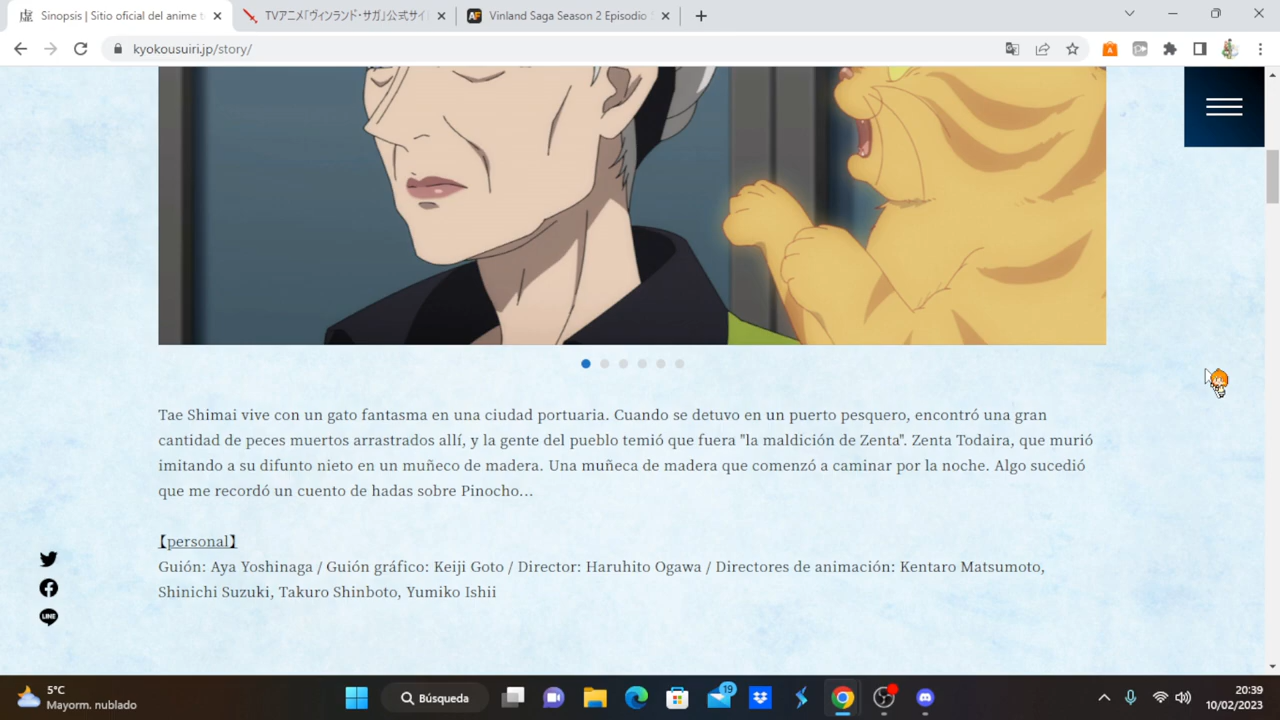 虚 Sinopsis | Sitio oficial del anime t
TVアニメ「ヴィンランド・サガ」公式サイ
AF Vinland Saga Season 2 Episodio
kyokousuiri.jp/story/
Tae Shimai vive con un gato fantasma en una ciudad portuaria. Cuando se detuvo en un puerto pesquero, encontró una gran
cantidad de peces muertos arrastrados allí, y la gente del pueblo temió que fuera "la maldición de Zenta". Zenta Todaira, que murió
imitando a su difunto nieto en un muñeco de madera. Una muñeca de madera que comenzó a caminar por la noche. Algo sucedió
que me recordó un cuento de hadas sobre Pinocho...
【personal】
Guión: Aya Yoshinaga / Guión gráfico: Keiji Goto / Director: Haruhito Ogawa / Directores de animación: Kentaro Matsumoto,
Shinichi Suzuki, Takuro Shinboto, Yumiko Ishii
LINE
5°C
Mayorm. nublado
Búsqueda
19
20:39
10/02/2023